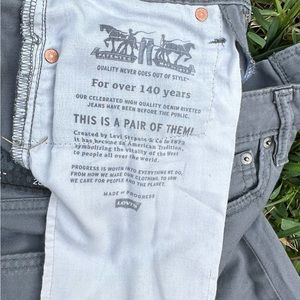 QUALITY NEVER GOES OUT OF STYLE™
For over 140 years
OUR CELEBRATED HIGH QUALITY DENIM RIVETED
JEANS HAVE BEEN BEFORE THE PUBLIC.
THIS IS A PAIR OF THEM!
Created by Levi Strauss & Co in 1873
it has become an American Tradition,
symbolizing the vitality of the West
to people all over the world.
PROGRESS IS WOVEN INTO EVERYTHING WE DO,
FROM HOW WE MAKE OUR CLOTHING, TO HOW
WE CARE FOR PEOPLE AND THE PLANET.
MADE OF PROGRESS
LEVI'S